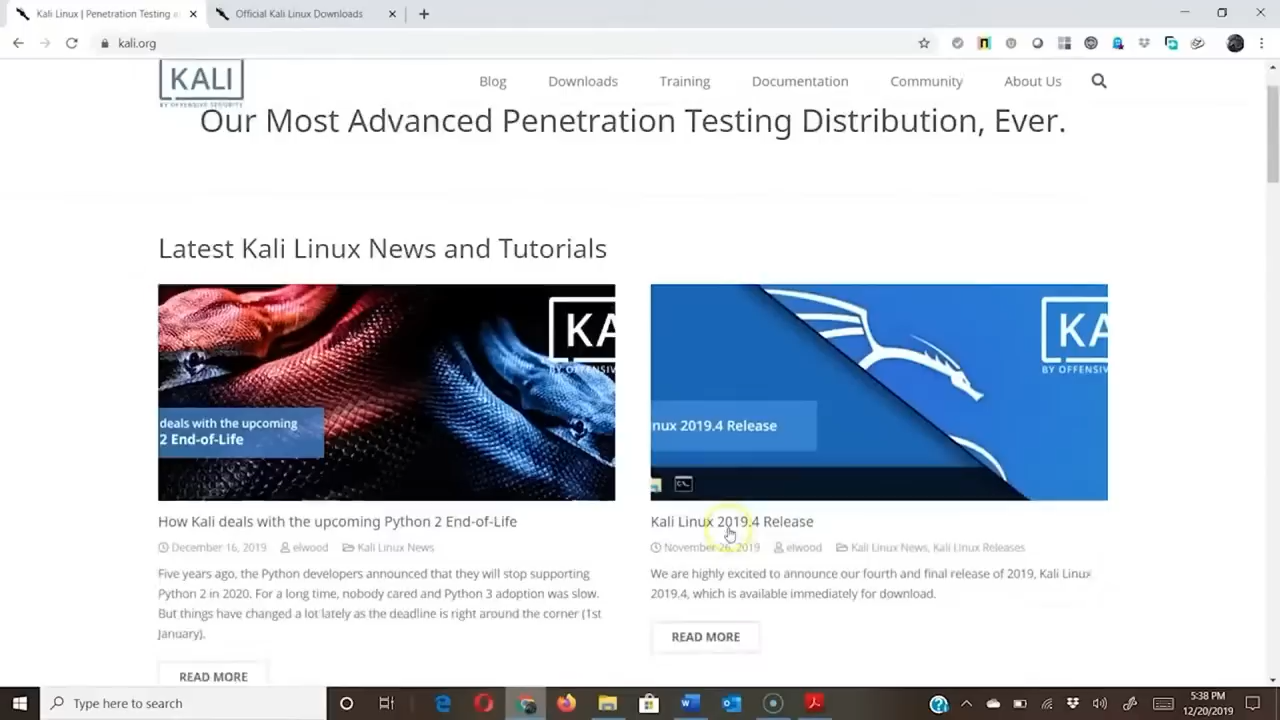 Kali Linux | Penetration Testing a
Official Kali Linux Downloads
kali.org
KALI
BY OFFENSIVE SECURITY
Blog
Downloads
Training
Documentation
Community
About Us
Our Most Advanced Penetration Testing Distribution, Ever.
Latest Kali Linux News and Tutorials
KA
BY OFFENSIV
deals with the upcoming
2 End-of-Life
KA
BY OFFENSIV
nux 2019.4 Release
How Kali deals with the upcoming Python 2 End-of-Life
December 16, 2019 elwood Kali Linux News
Five years ago, the Python developers announced that they will stop supporting
Python 2 in 2020. For a long time, nobody cared and Python 3 adoption was slow.
But things have changed a lot lately as the deadline is right around the corner (1st
January).
READ MORE
Kali Linux 2019.4 Release
November 26, 2019 elwood Kali Linux News, Kali Linux Releases
We are highly excited to announce our fourth and final release of 2019, Kali Linux
2019.4, which is available immediately for download.
READ MORE
Type here to search
5:38 PM
12/20/2019